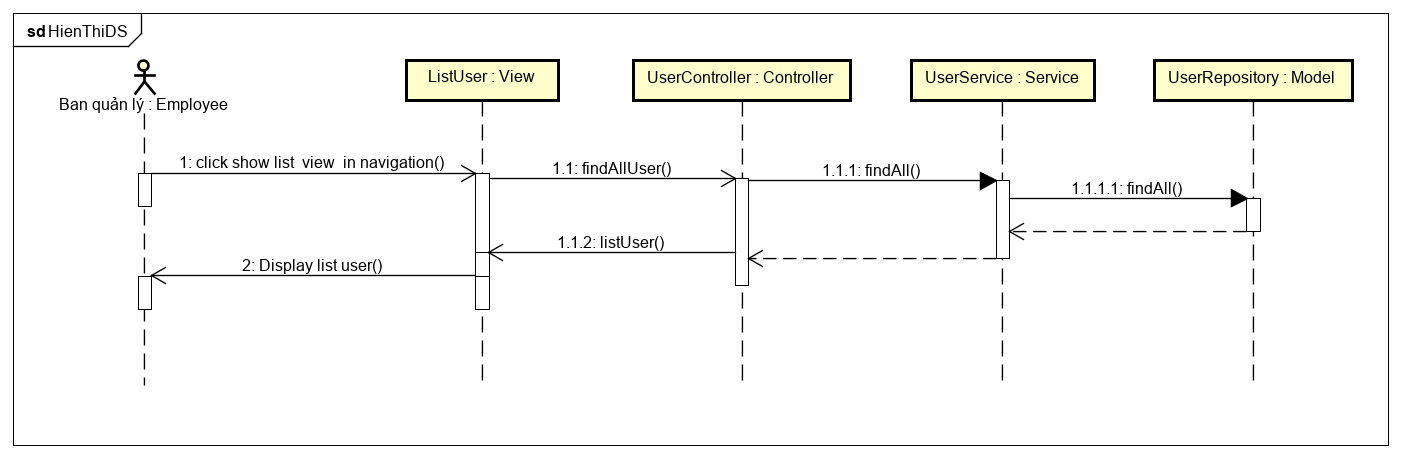 sd HienThiDS
Ban quản lý : Employee
ListUser : View
UserController : Controller
UserService : Service
UserRepository : Model
1: click show list view in navigation()
1.1: findAllUser()
1.1.1: findAll()
1.1.1.1: findAll()
1.1.2: listUser()
2: Display list user()